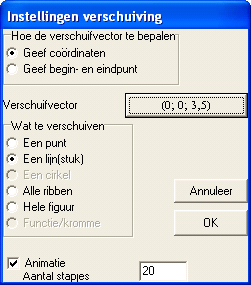 Instellingen verschuiving
Hoe de verschuifvector te bepalen
Geef coördinaten
Geef begin- en eindpunt
Verschuifvector
(0; 0; 3,5)
Wat te verschuiven
Een punt
Een lijn(stuk)
Een cirkel
Alle ribben
Hele figuur
Functie/kromme
Annuleer
OK
Animatie
Aantal stapjes
20